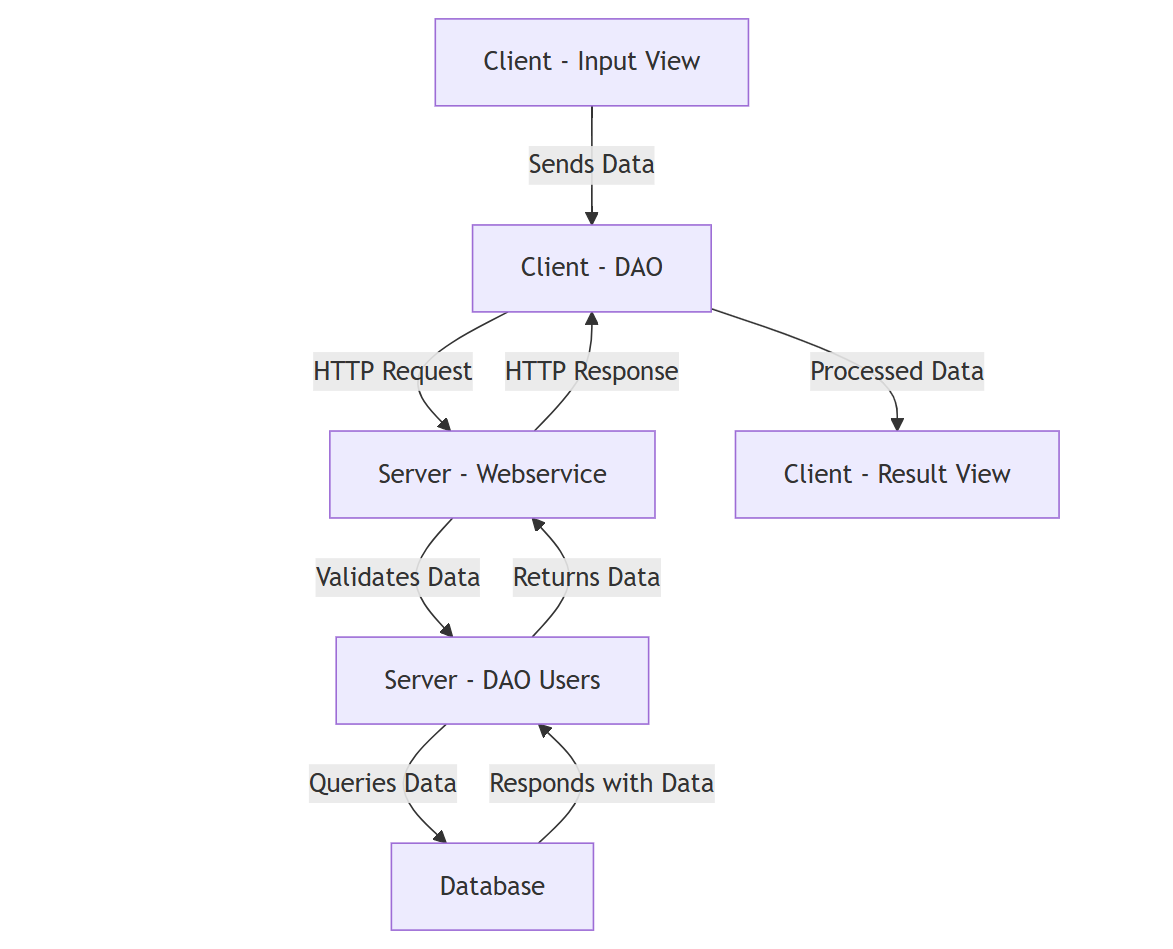 Client - Input View
Sends Data
Client - DAO
HTTP Request
HTTP Response
Processed Data
Server - Webservice
Client - Result View
Validates Data
Returns Data
Server - DAO Users
Queries Data
Responds with Data
Database